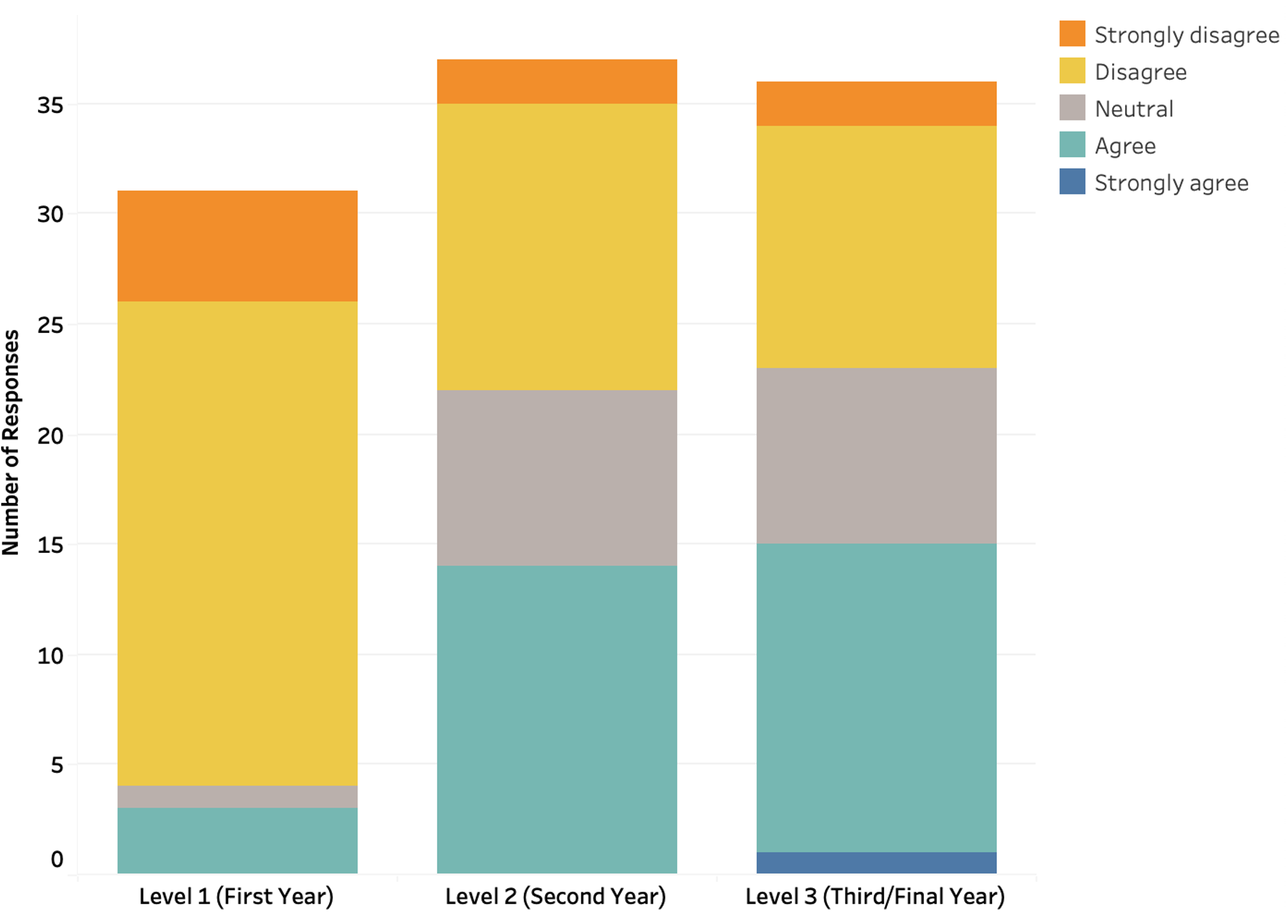 Strongly disagree
Disagree
Neutral
Agree
Strongly agree
Number of Responses
35
30
25
20
15
10
5
0
Level 1 (First Year)
Level 2 (Second Year)
Level 3 (Third/Final Year)